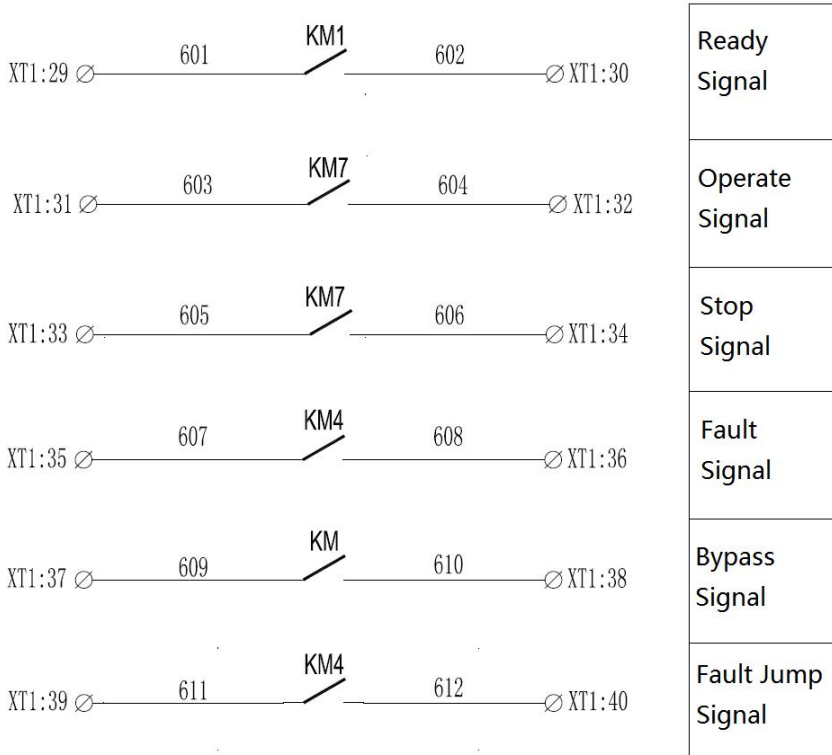 KM1
601
602
XT1:29
XT1:30
Ready
Signal
KM7
603
604
XT1:31
XT1:32
Operate
Signal
KM7
605
606
XT1:33
XT1:34
Stop
Signal
KM4
607
608
XT1:35
XT1:36
Fault
Signal
KM
609
610
XT1:37
XT1:38
Bypass
Signal
KM4
611
612
XT1:39
XT1:40
Fault Jump
Signal